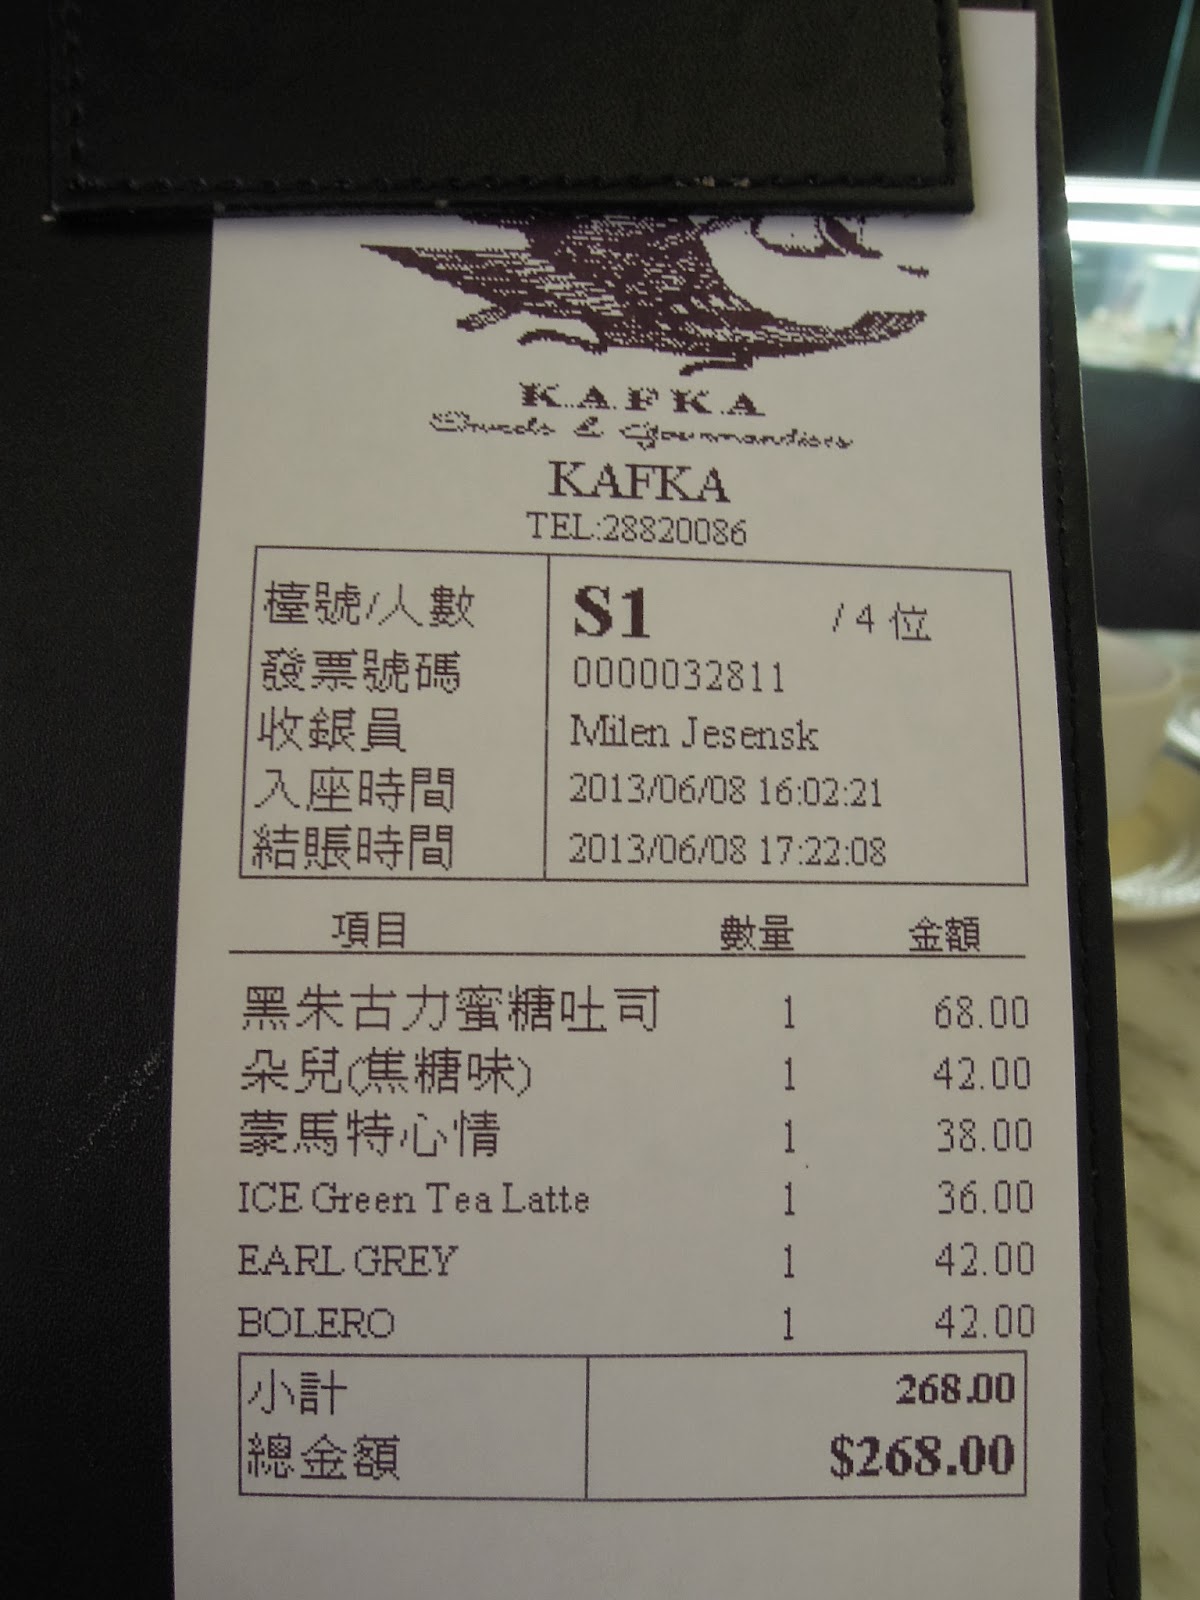 K.A.F.K.A
& Gourmandises
KAFKA
TEL:28820086
檯號/人數 S1 /4 位
發票號碼 0000032811
收銀員 Milen Jesensk
入座時間 2013/06/08 16:02:21
結賬時間 2013/06/08 17:22:08
項目 數量 金額
黑朱古力蜜糖吐司 1 68.00
朵兒(焦糖味) 1 42.00
蒙馬特心情 1 38.00
ICE Green Tea Latte 1 36.00
EARL GREY 1 42.00
BOLERO 1 42.00
小計 268.00
總金額 $268.00